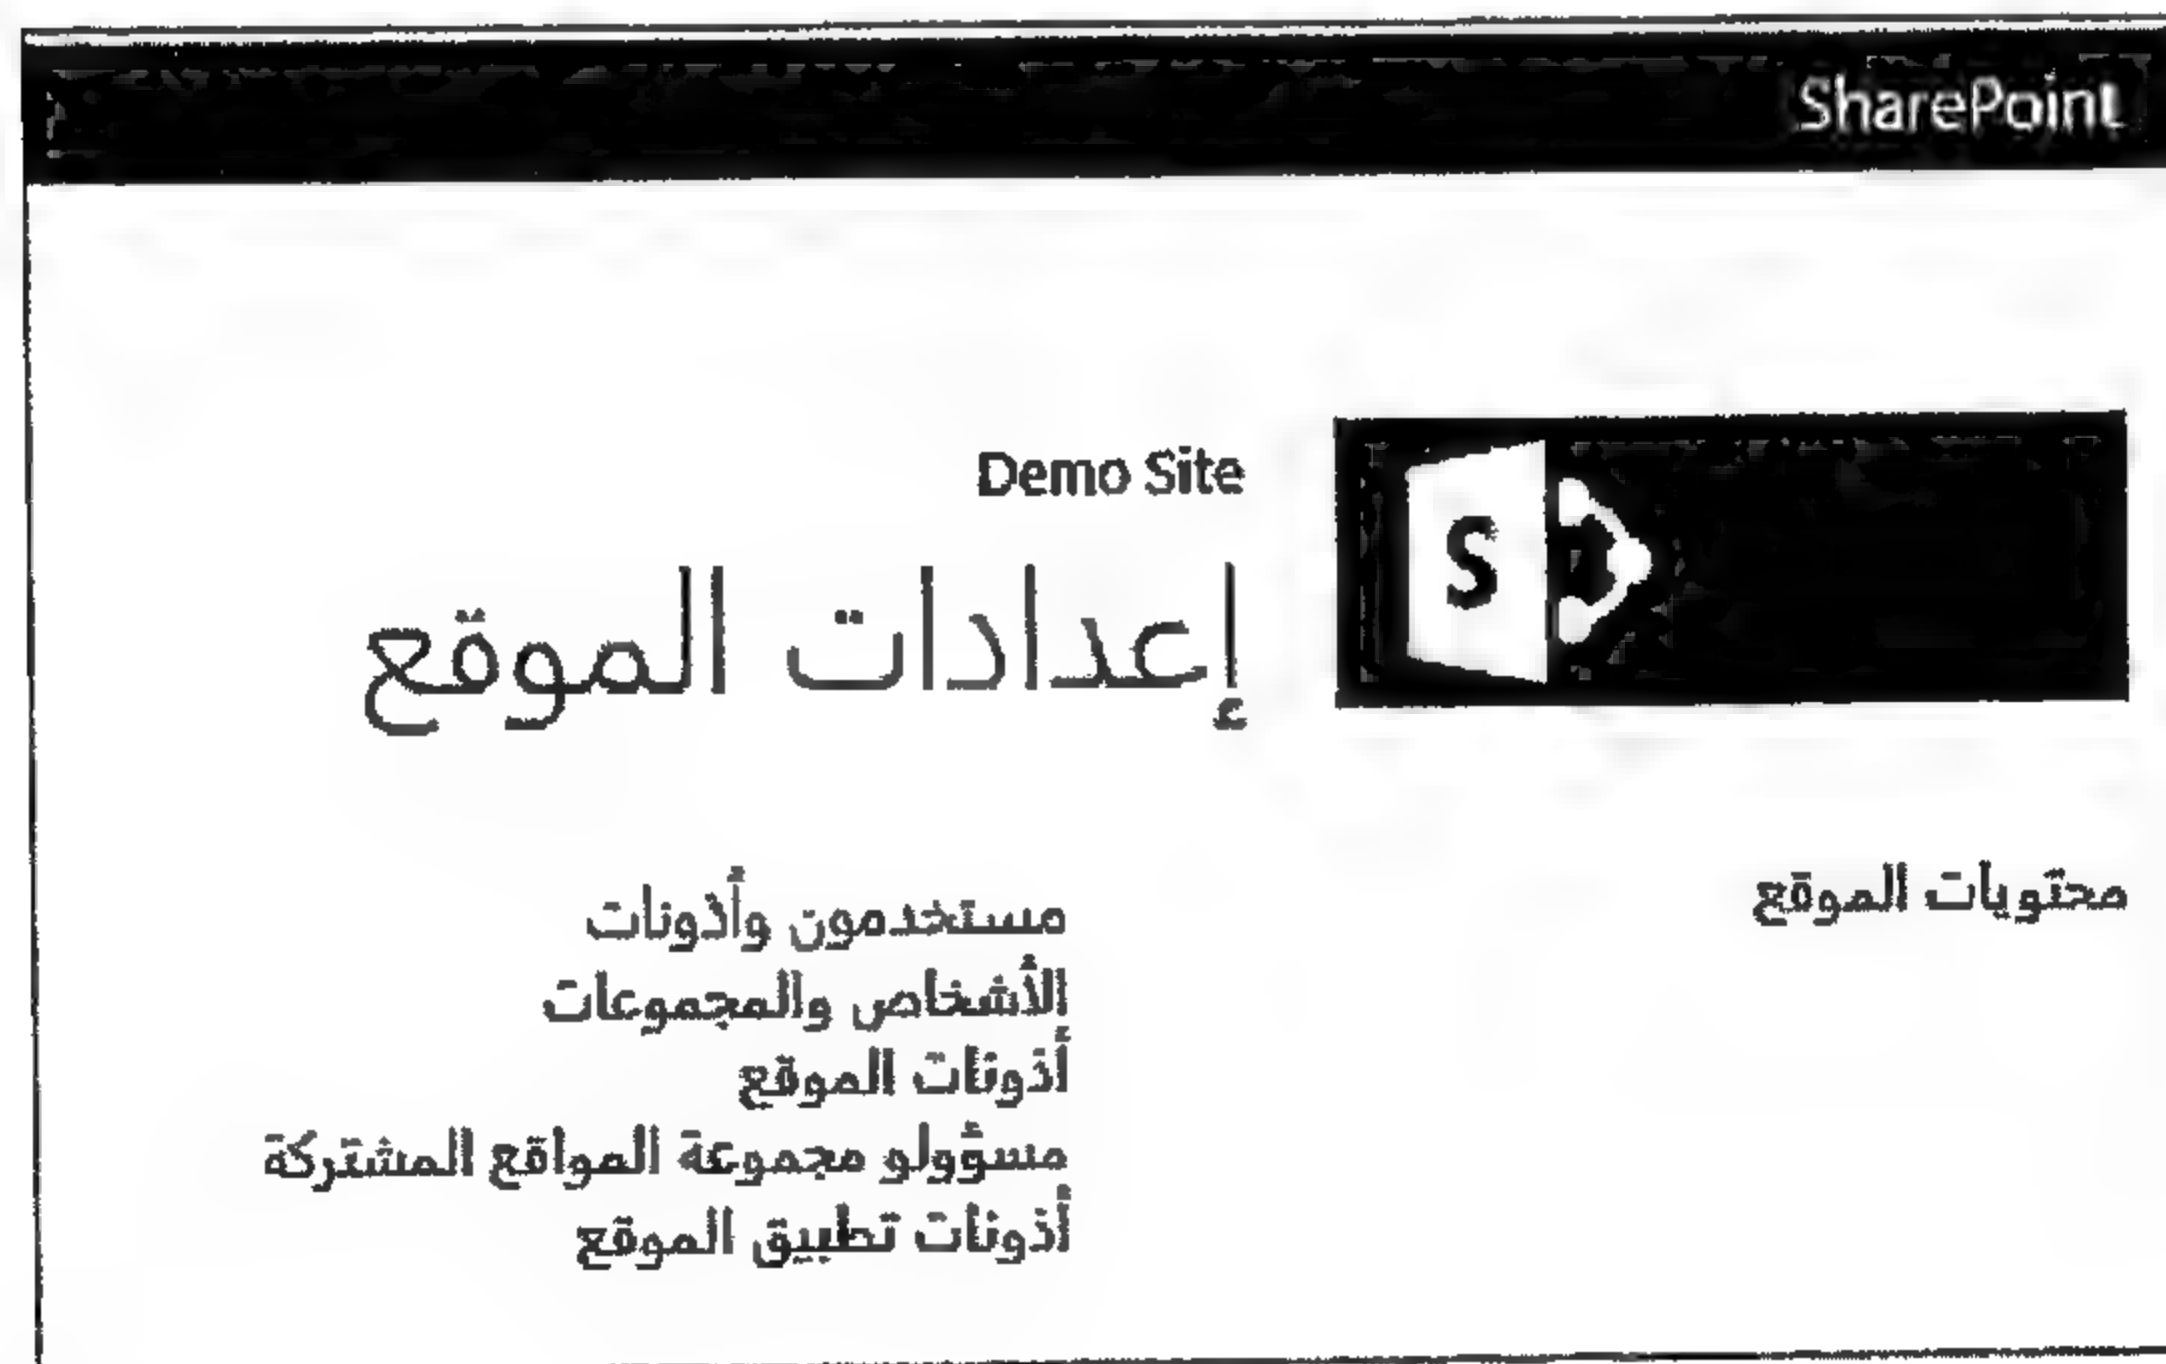 SharePoint
Demo Site
إعدادات الموقع
محتويات الموقع
مستخدمون وأذونات
الأشخاص والمجموعات
أذونات الموقع
مسؤولو مجموعة المواقع المشتركة
أذونات تطبيق الموقع